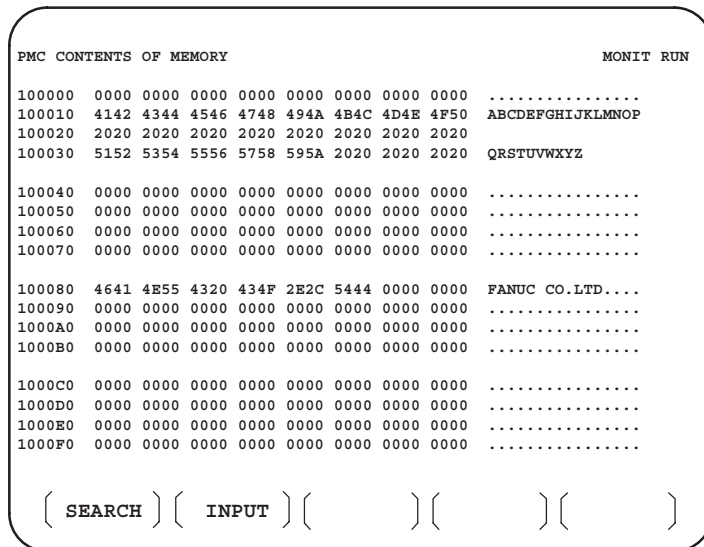 PMC CONTENTS OF MEMORY MONIT RUN
100000 0000 0000 0000 0000 0000 0000 0000 0000 ................
100010 4142 4344 4546 4748 494A 4B4C 4D4E 4F50 ABCDEFGHIJKLMNOP
100020 2020 2020 2020 2020 2020 2020 2020 2020
100030 5152 5354 5556 5758 595A 2020 2020 2020 QRSTUVWXYZ
100040 0000 0000 0000 0000 0000 0000 0000 0000 ................
100050 0000 0000 0000 0000 0000 0000 0000 0000 ................
100060 0000 0000 0000 0000 0000 0000 0000 0000 ................
100070 0000 0000 0000 0000 0000 0000 0000 0000 ................
100080 4641 4E55 4320 434F 2E2C 5444 0000 0000 FANUC CO.LTD....
100090 0000 0000 0000 0000 0000 0000 0000 0000 ................
1000A0 0000 0000 0000 0000 0000 0000 0000 0000 ................
1000B0 0000 0000 0000 0000 0000 0000 0000 0000 ................
1000C0 0000 0000 0000 0000 0000 0000 0000 0000 ................
1000D0 0000 0000 0000 0000 0000 0000 0000 0000 ................
1000E0 0000 0000 0000 0000 0000 0000 0000 0000 ................
1000F0 0000 0000 0000 0000 0000 0000 0000 0000 ................
[ SEARCH ] [ INPUT ] [ ] [ ] [ ]